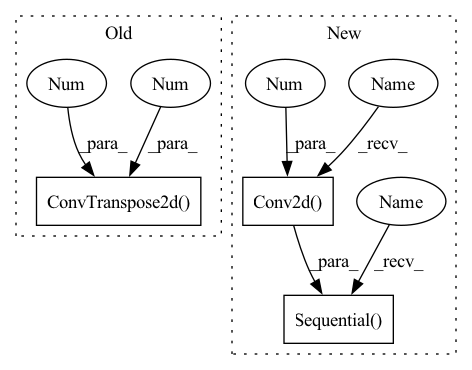 Old
New
Num
Num
Num
Name
_para_
_para_
_para_
_recv_
ConvTranspose2d()
Conv2d()
Name
_para_
_recv_
Sequential()